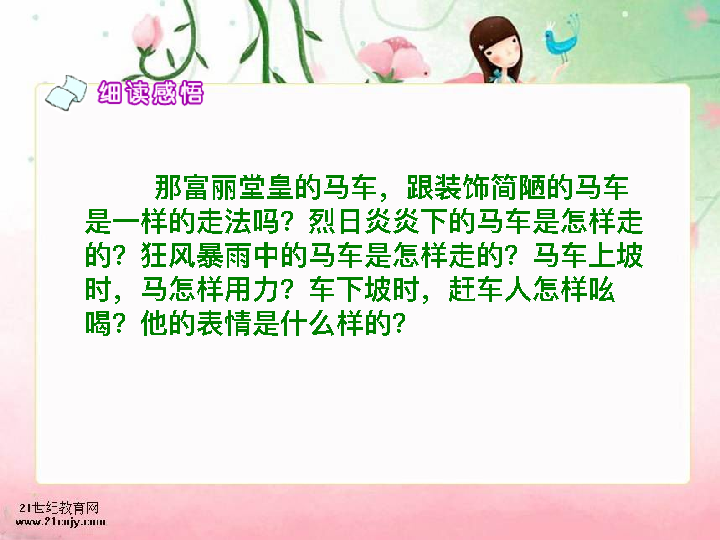 细读感悟
那富丽堂皇的马车，跟装饰简陋的马车
是一样的走法吗？烈日炎炎下的马车是怎样走
的？狂风暴雨中的马车是怎样走的？马车上坡
时，马怎样用力？车下坡时，赶车人怎样吆
喝？他的表情是什么样的？
21世纪教育网
www.21cnjy.com